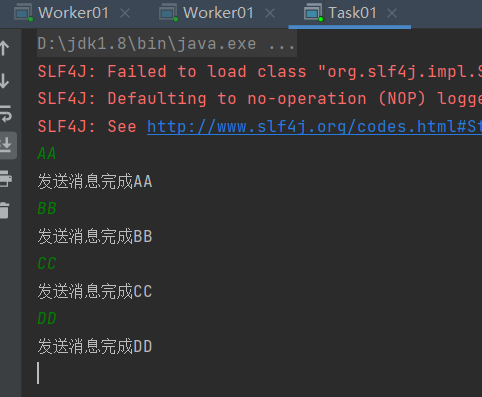 Worker01 Worker01 Task01
D:\jdk1.8\bin\java.exe ...
SLF4J: Failed to load class "org.slf4j.impl.S
SLF4J: Defaulting to no-operation (NOP) logge
SLF4J: See http://www.slf4j.org/codes.html#St
AA
发送消息完成AA
BB
发送消息完成BB
CC
发送消息完成CC
DD
发送消息完成DD